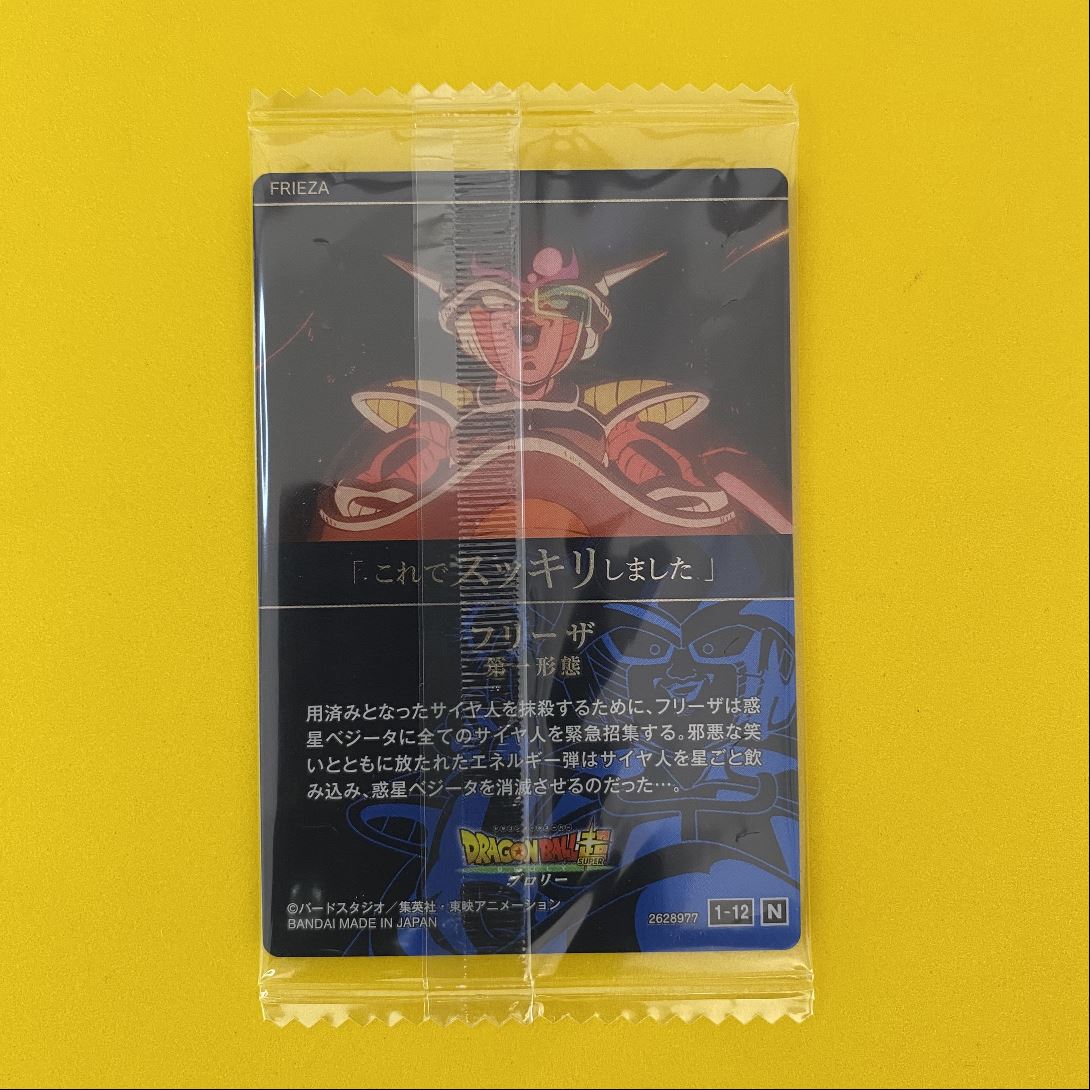 FRIEZA
「これでスッキリしました」
フリーザ
第一形態
用済みとなったサイヤ人を抹殺するために、フリーザは惑
星ベジータに全てのサイヤ人を緊急招集する。邪悪な笑
いとともに放たれたエネルギー弾はサイヤ人を星ごと飲
み込み、惑星ベジータを消滅させるのだった…。
DRAGON BALL超
SUPER
ブロリー
©バードスタジオ／集英社・東映アニメーション
BANDAI MADE IN JAPAN
2628977 1-12 N